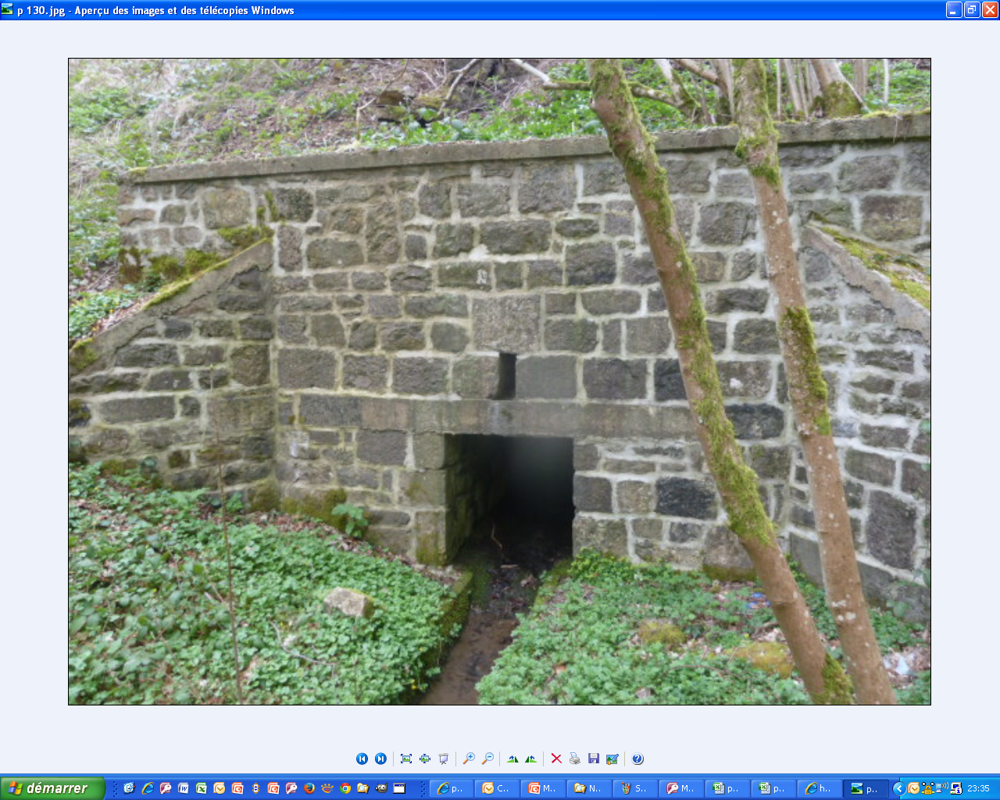 p 130.jpg - Aperçu des images et des télécopies Windows
démarrer
p..
C..
M..
N..
S..
M..
p..
p..
h..
p..
23:35